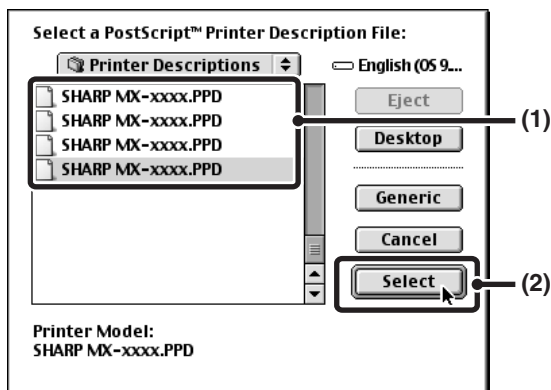 Select a PostScript™ Printer Description File:
Printer Descriptions
English (OS 9....
SHARP MX-xxxx.PPD
SHARP MX-xxxx.PPD
SHARP MX-xxxx.PPD
SHARP MX-xxxx.PPD
Eject
(1)
Desktop
Generic
Cancel
Select
(2)
Printer Model:
SHARP MX-xxxx.PPD